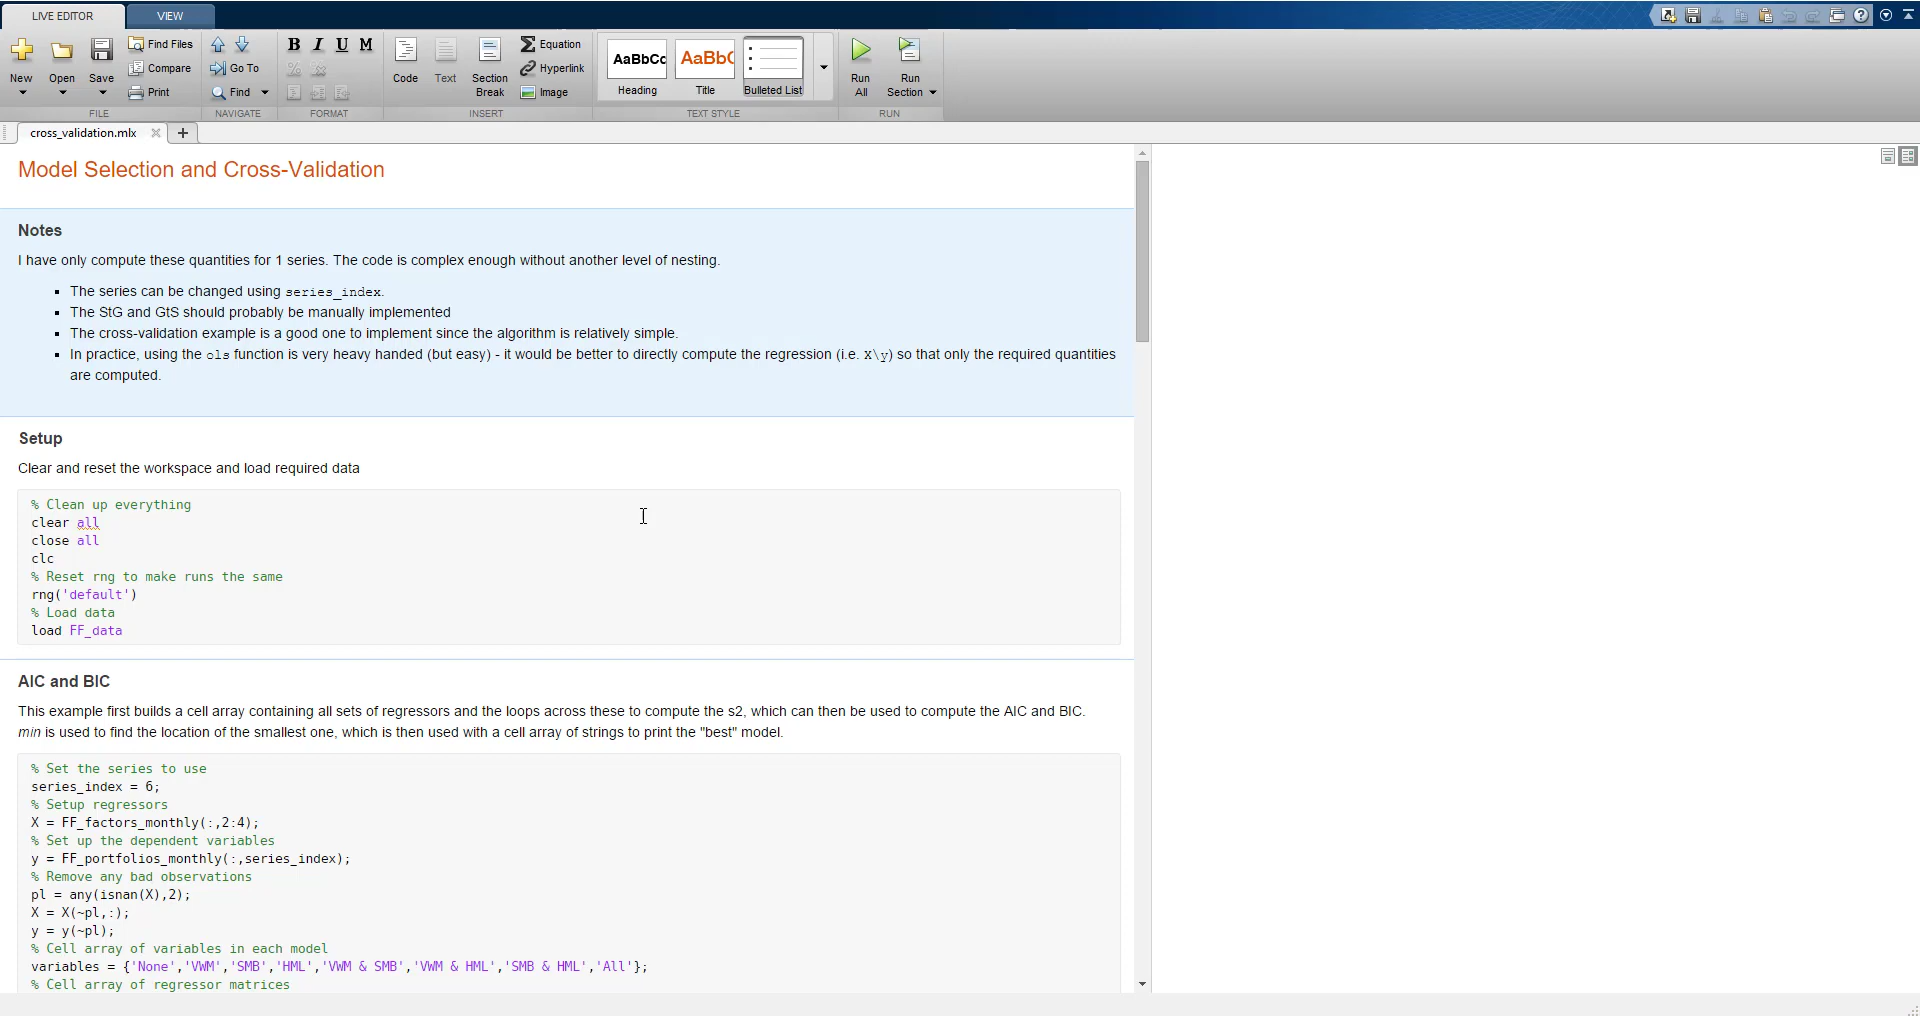 LIVE EDITOR VIEW
New Open Save Find Files Compare Print
FILE
Go To Find
NAVIGATE
B I U M
FORMAT
Code Text Section Break Equation Hyperlink Image
INSERT
AaBbCc AaBbC
Heading Title Bulleted List
TEXT STYLE
Run All Run Section
RUN
cross_validation.mlx
Model Selection and Cross-Validation
Notes
I have only compute these quantities for 1 series. The code is complex enough without another level of nesting.
The series can be changed using series_index.
The StG and GtS should probably be manually implemented
The cross-validation example is a good one to implement since the algorithm is relatively simple.
In practice, using the ols function is very heavy handed (but easy) - it would be better to directly compute the regression (i.e. X\y) so that only the required quantities
are computed.
Setup
Clear and reset the workspace and load required data
% Clean up everything
clear all
close all
clc
% Reset rng to make runs the same
rng('default')
% Load data
load FF_data
AIC and BIC
This example first builds a cell array containing all sets of regressors and the loops across these to compute the s2, which can then be used to compute the AIC and BIC.
min is used to find the location of the smallest one, which is then used with a cell array of strings to print the "best" model.
% Set the series to use
series_index = 6;
% Setup regressors
X = FF_factors_monthly(:,2:4);
% Set up the dependent variables
y = FF_portfolios_monthly(:,series_index);
% Remove any bad observations
pl = any(isnan(X),2);
X = X(~pl,:);
y = y(~pl);
% Cell array of variables in each model
variables = {'None','VWM','SMB','HML','VWM & SMB','VWM & HML','SMB & HML','All'};
% Cell array of regressor matrices